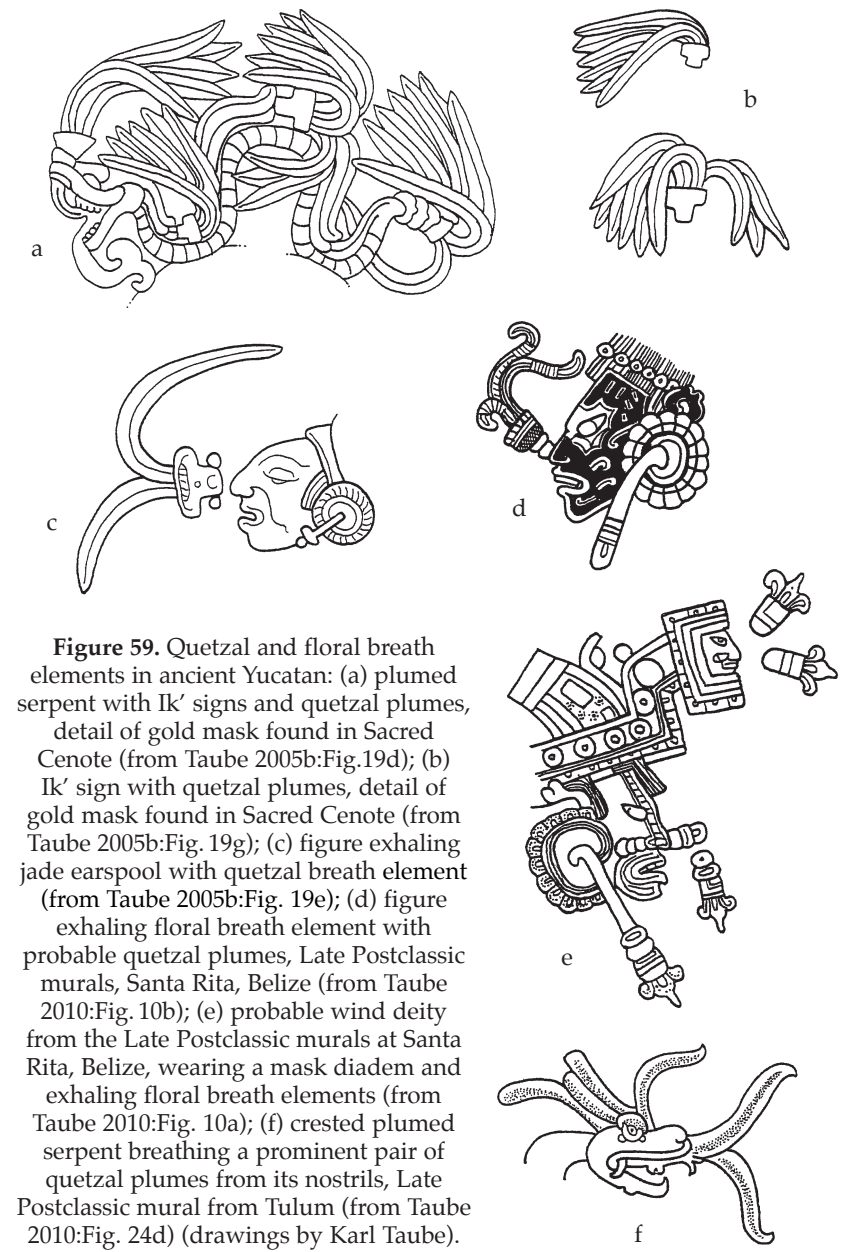 a
b
c
d
Figure 59. Quetzal and floral breath
elements in ancient Yucatan: (a) plumed
serpent with Ik’ signs and quetzal plumes,
detail of gold mask found in Sacred
Cenote (from Taube 2005b:Fig.19d); (b)
Ik’ sign with quetzal plumes, detail of
gold mask found in Sacred Cenote (from
Taube 2005b:Fig. 19g); (c) figure exhaling
jade earspool with quetzal breath element
(from Taube 2005b:Fig. 19e); (d) figure
exhaling floral breath element with
probable quetzal plumes, Late Postclassic
murals, Santa Rita, Belize (from Taube
2010:Fig. 10b); (e) probable wind deity
from the Late Postclassic murals at Santa
Rita, Belize, wearing a mask diadem and
exhaling floral breath elements (from
Taube 2010:Fig. 10a); (f) crested plumed
serpent breathing a prominent pair of
quetzal plumes from its nostrils, Late
Postclassic mural from Tulum (from Taube
2010:Fig. 24d) (drawings by Karl Taube).
e
f